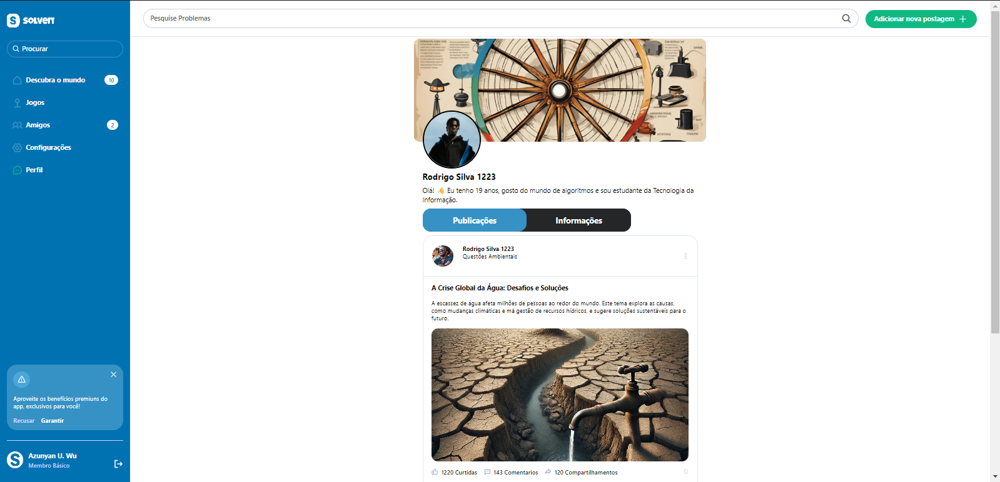 SOLVEIT
Procurar
Descubra o mundo
10
Jogos
Amigos
2
Configurações
Perfil
Aproveite os benefícios premiuns do
app, exclusivos para você!
Recusar Garantir
Azunyan U. Wu
Membro Básico
Pesquise Problemas
Adicionar nova postagem
Rodrigo Silva 1223
Olá! 👋 Eu tenho 19 anos, gosto do mundo de algoritmos e sou estudante da Tecnologia da
Informação.
Publicações Informações
Rodrigo Silva 1223
Questões Ambientais
A Crise Global da Água: Desafios e Soluções
A escassez de água afeta milhões de pessoas ao redor do mundo. Este tema explora as causas,
como mudanças climáticas e má gestão de recursos hídricos, e sugere soluções sustentáveis para o
futuro.
1220 Curtidas 143 Comentarios 120 Compartilhamentos